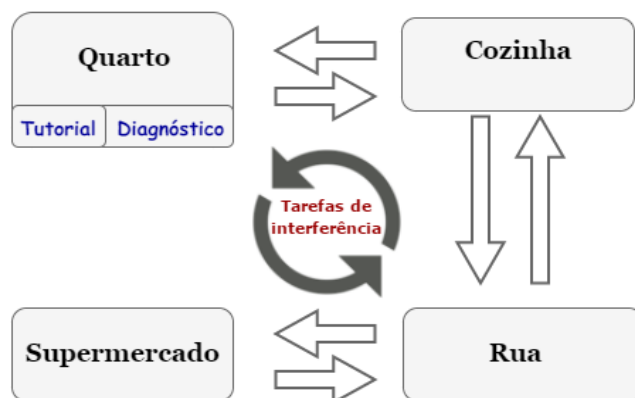 Quarto
Cozinha
Tutorial
Diagnóstico
Tarefas de
interferência
Supermercado
Rua